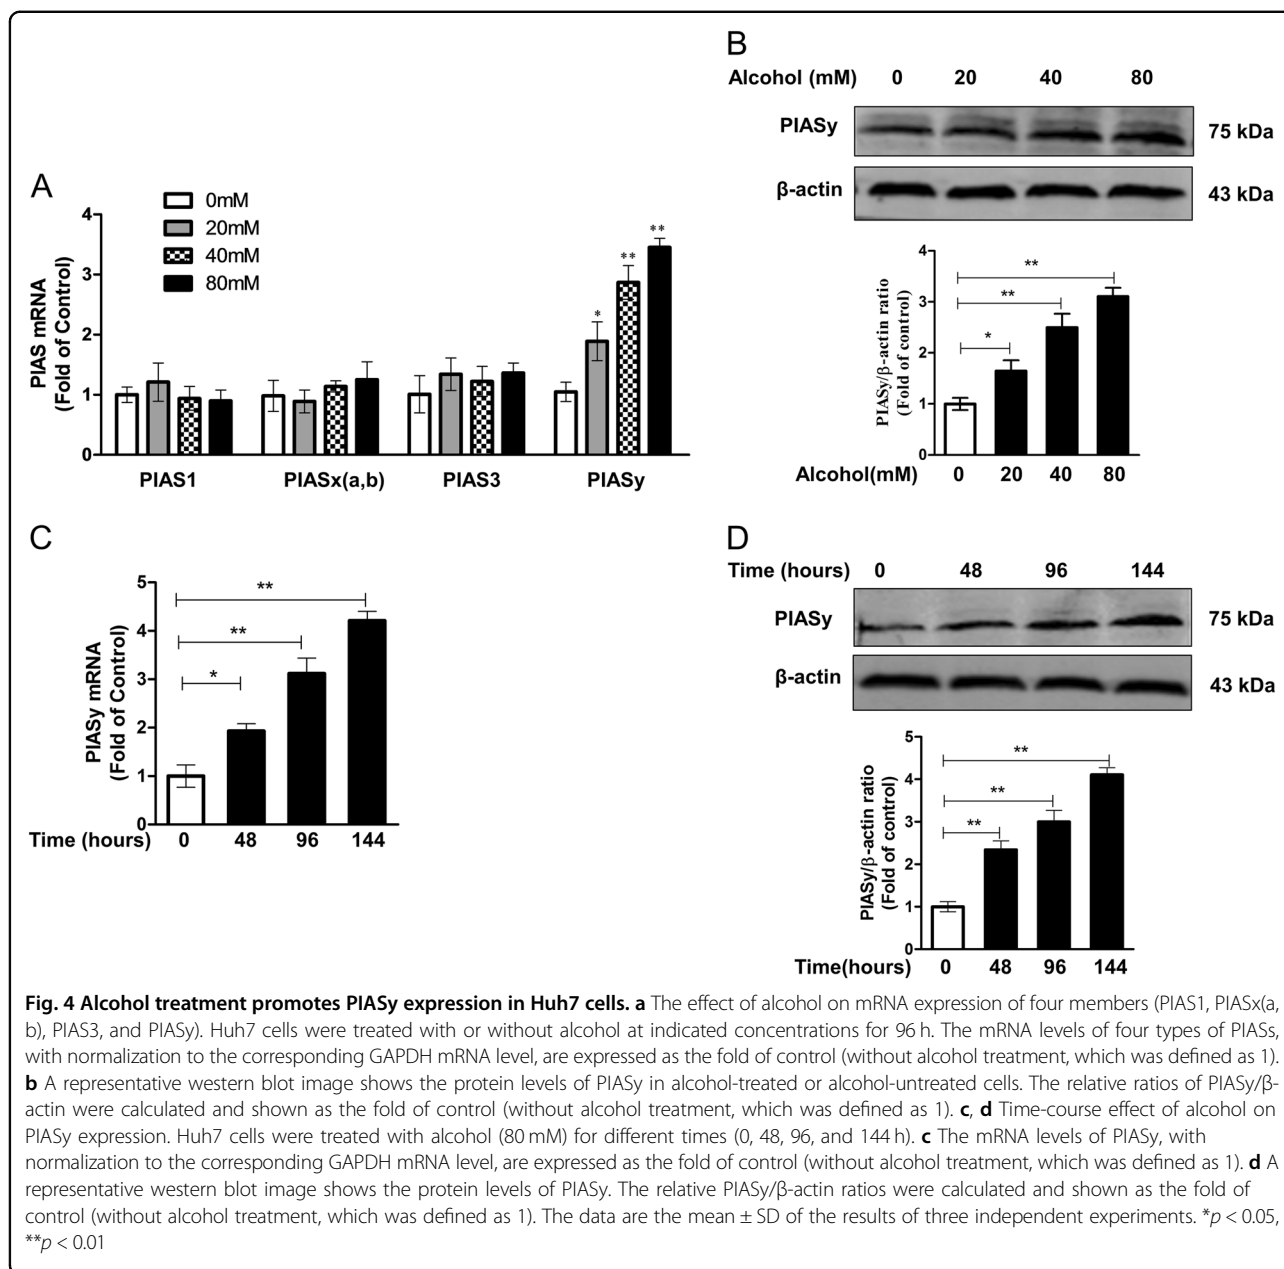 A
0mM
20mM
40mM
80mM
PIAS mRNA
(Fold of Control)
4
3
2
1
0
* ** **
PIAS1 PIASx(a,b) PIAS3 PIASy
B
Alcohol (mM) 0 20 40 80
PIASy 75 kDa
β-actin 43 kDa
PIASy/β-actin ratio
(Fold of control)
4
3
2
1
0
**
**
*
Alcohol(mM) 0 20 40 80
C
PIASy mRNA
(Fold of Control)
5
4
3
2
1
0
**
**
*
Time (hours) 0 48 96 144
D
Time (hours) 0 48 96 144
PIASy 75 kDa
β-actin 43 kDa
PIASy/β-actin ratio
(Fold of control)
5
4
3
2
1
0
**
**
**
Time(hours) 0 48 96 144
Fig. 4 Alcohol treatment promotes PIASy expression in Huh7 cells. a The effect of alcohol on mRNA expression of four members (PIAS1, PIASx(a,
b), PIAS3, and PIASy). Huh7 cells were treated with or without alcohol at indicated concentrations for 96 h. The mRNA levels of four types of PIASs,
with normalization to the corresponding GAPDH mRNA level, are expressed as the fold of control (without alcohol treatment, which was defined as 1).
b A representative western blot image shows the protein levels of PIASy in alcohol-treated or alcohol-untreated cells. The relative ratios of PIASy/β-
actin were calculated and shown as the fold of control (without alcohol treatment, which was defined as 1). c, d Time-course effect of alcohol on
PIASy expression. Huh7 cells were treated with alcohol (80 mM) for different times (0, 48, 96, and 144 h). c The mRNA levels of PIASy, with
normalization to the corresponding GAPDH mRNA level, are expressed as the fold of control (without alcohol treatment, which was defined as 1). d A
representative western blot image shows the protein levels of PIASy. The relative PIASy/β-actin ratios were calculated and shown as the fold of
control (without alcohol treatment, which was defined as 1). The data are the mean ± SD of the results of three independent experiments. *p < 0.05,
**p < 0.01